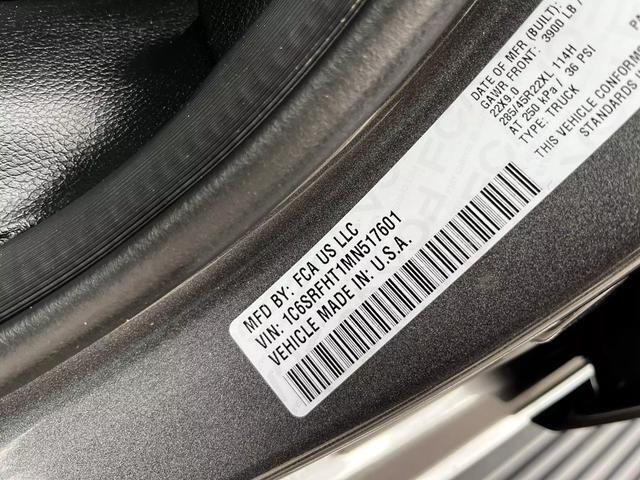 MFD BY: FCA US LLC
VIN: 1C6SRFHT1MN517601
VEHICLE MADE IN: U.S.A.
DATE OF MFR (BUILT):
GAWR FRONT: 3900 LB /
22X9.0
285/45R22XL 114H
AT 250 kPa / 36 PSI
TYPE: TRUCK
THIS VEHICLE CONFORM
STANDARDS